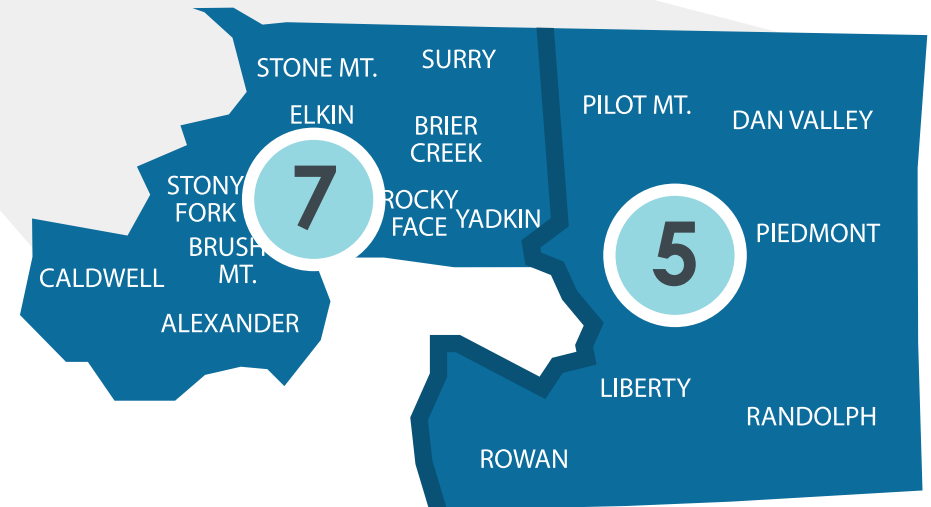 STONE MT.
SURRY
ELKIN
BRIER
CREEK
STONY
FORK
7
ROCKY
FACE
YADKIN
BRUSH
MT.
CALDWELL
ALEXANDER
PILOT MT.
DAN VALLEY
5
PIEDMONT
LIBERTY
RANDOLPH
ROWAN